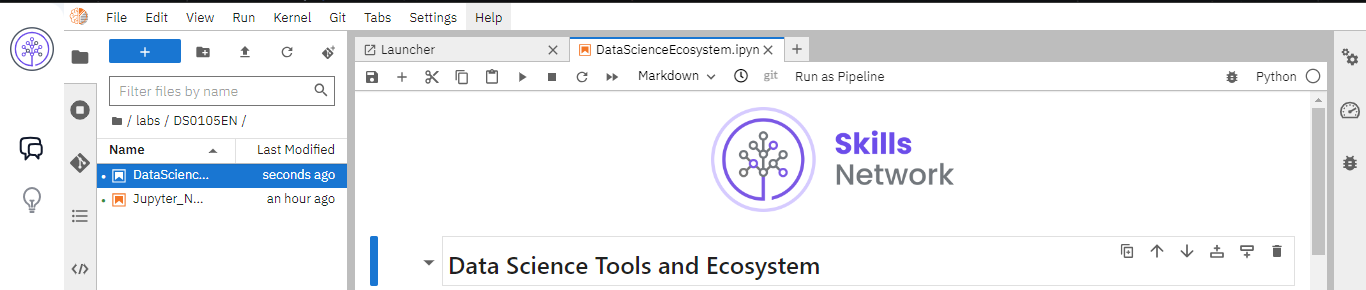 File Edit View Run Kernel Git Tabs Settings Help
+
Filter files by name
/ labs / DS0105EN /
Name Last Modified
DataScienc... seconds ago
Jupyter_N... an hour ago
Launcher
DataScienceEcosystem.ipyn
Markdown git Run as Pipeline Python
Skills
Network
Data Science Tools and Ecosystem